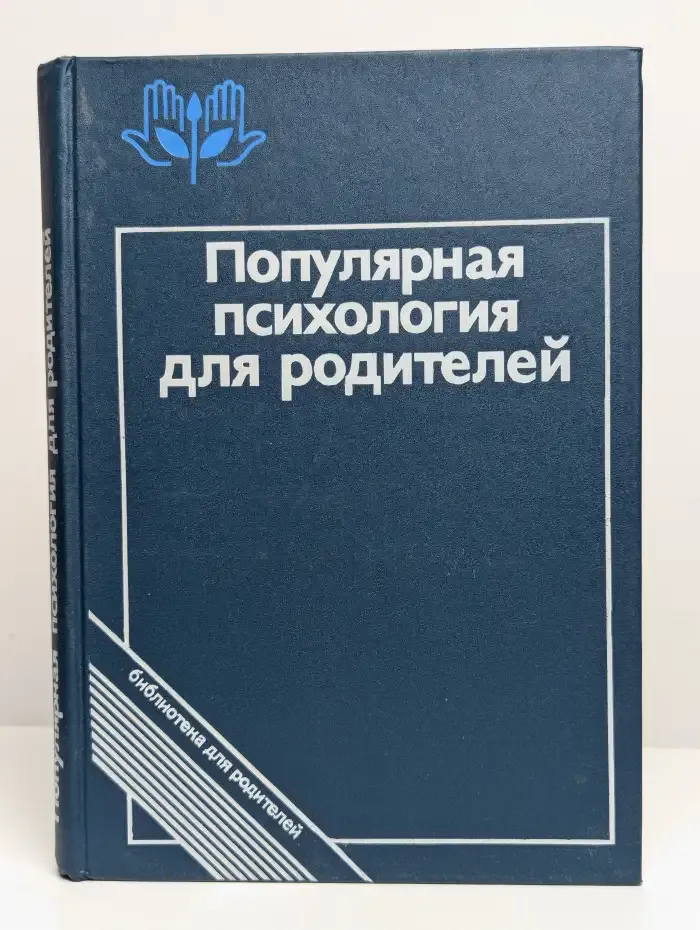 Популярная
психология
для родителей
библиотека для родителей
Популярная психология для родителей